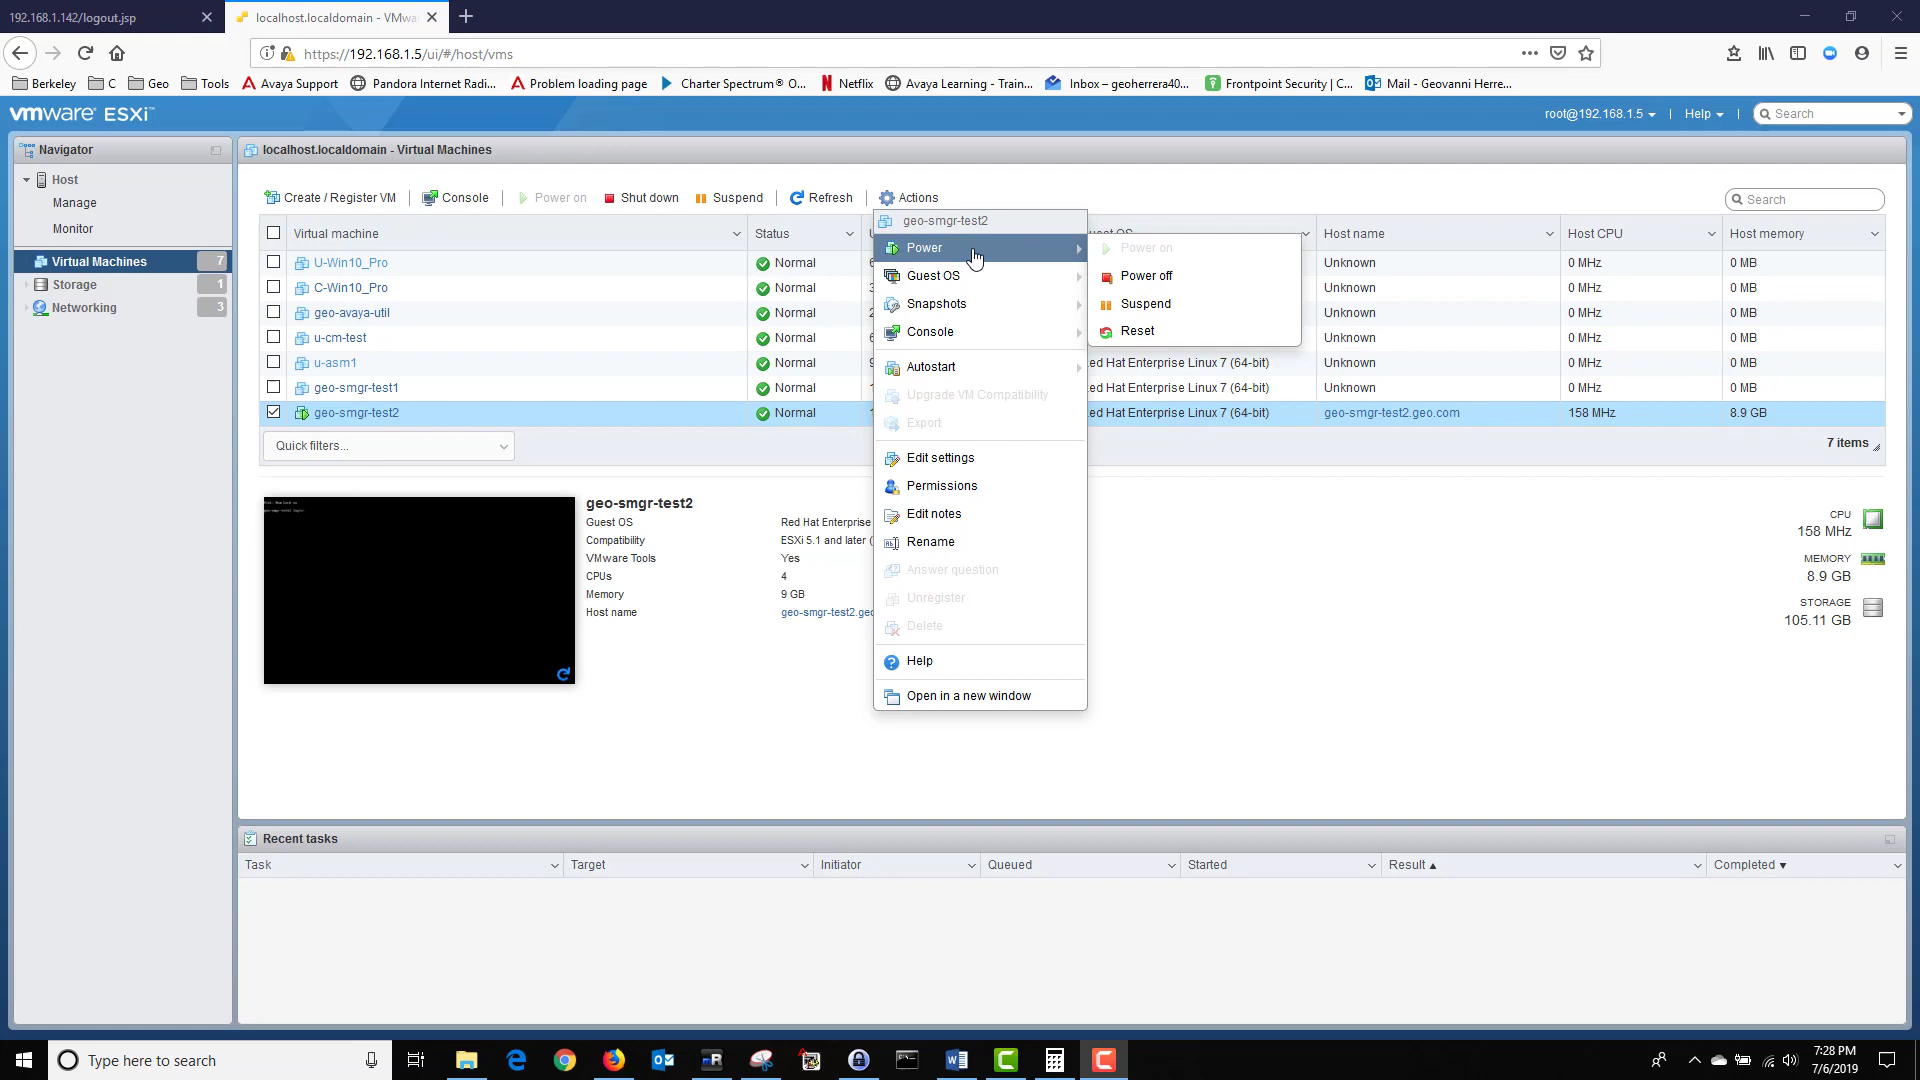 192.168.1.142/logout.jsp
localhost.localdomain - VMwa
https://192.168.1.5/ui/#/host/vms
Berkeley C Geo Tools Avaya Support Pandora Internet Radi... Problem loading page Charter Spectrum® O... Netflix Avaya Learning - Train... Inbox – geoherrera40... Frontpoint Security | C... Mail - Geovanni Herre...
vmware ESXi™
root@192.168.1.5 | Help | Search
Navigator
Host
Manage
Monitor
Virtual Machines 7
Storage 1
Networking 3
localhost.localdomain - Virtual Machines
Create / Register VM | Console | Power on Shut down Suspend | Refresh | Actions
Search
Virtual machine Status Host name Host CPU Host memory
U-Win10_Pro Normal Unknown 0 MHz 0 MB
C-Win10_Pro Normal Unknown 0 MHz 0 MB
geo-avaya-util Normal Unknown 0 MHz 0 MB
u-cm-test Normal Unknown 0 MHz 0 MB
u-asm1 Normal ed Hat Enterprise Linux 7 (64-bit) Unknown 0 MHz 0 MB
geo-smgr-test1 Normal ed Hat Enterprise Linux 7 (64-bit) Unknown 0 MHz 0 MB
geo-smgr-test2 Normal ed Hat Enterprise Linux 7 (64-bit) geo-smgr-test2.geo.com 158 MHz 8.9 GB
Quick filters...
7 items
geo-smgr-test2
Power
Guest OS
Snapshots
Console
Autostart
Upgrade VM Compatibility
Export
Edit settings
Permissions
Edit notes
Rename
Answer question
Unregister
Delete
Help
Open in a new window
Power on
Power off
Suspend
Reset
geo-smgr-test2
Guest OS Red Hat Enterprise
Compatibility ESXi 5.1 and later (
VMware Tools Yes
CPUs 4
Memory 9 GB
Host name geo-smgr-test2.geo
CPU
158 MHz
MEMORY
8.9 GB
STORAGE
105.11 GB
Recent tasks
Task Target Initiator Queued Started Result ▲ Completed ▼
Type here to search
7:28 PM
7/6/2019